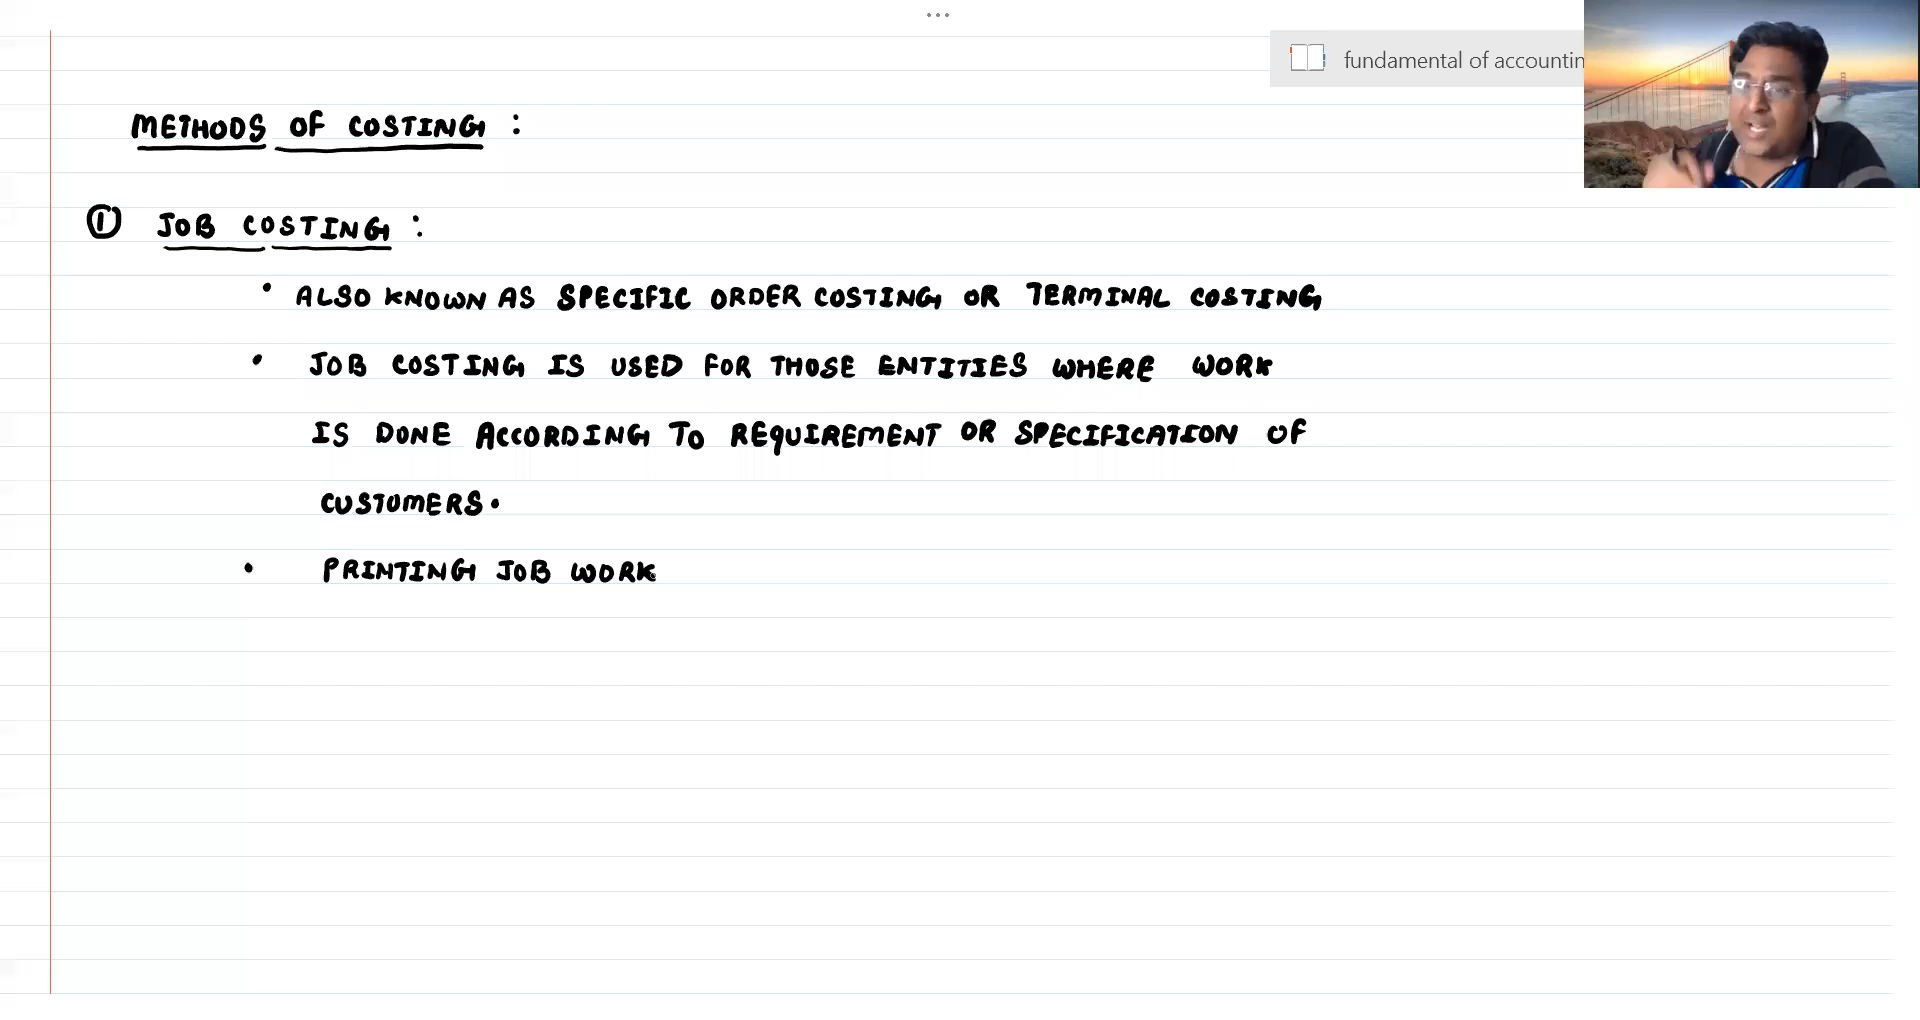 fundamental of accountin
METHODS OF COSTING :
① JOB COSTING :
• ALSO KNOWN AS SPECIFIC ORDER COSTING OR TERMINAL COSTING
• JOB COSTING IS USED FOR THOSE ENTITIES WHERE WORK
IS DONE ACCORDING TO REQUIREMENT OR SPECIFICATION OF
CUSTOMERS.
• PRINTING JOB WORK